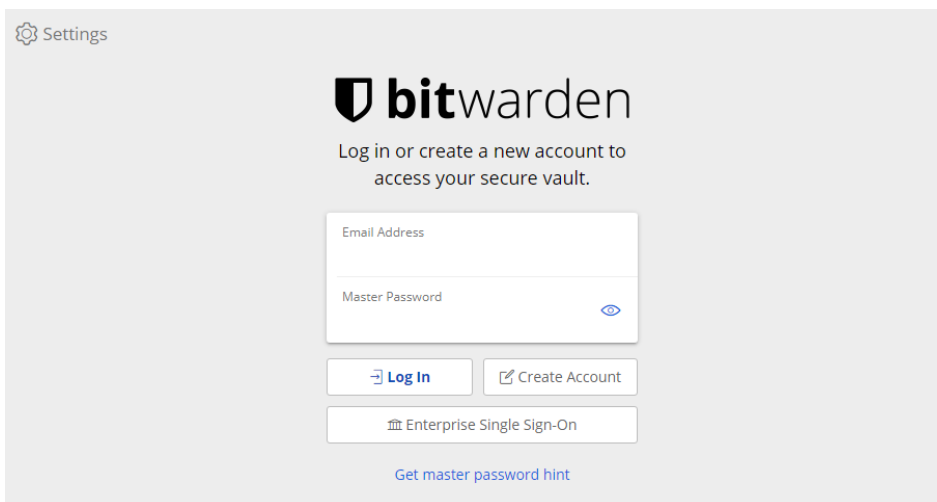 Settings
bitwarden
Log in or create a new account to
access your secure vault.
Email Address
Master Password
Log In
Create Account
Enterprise Single Sign-On
Get master password hint